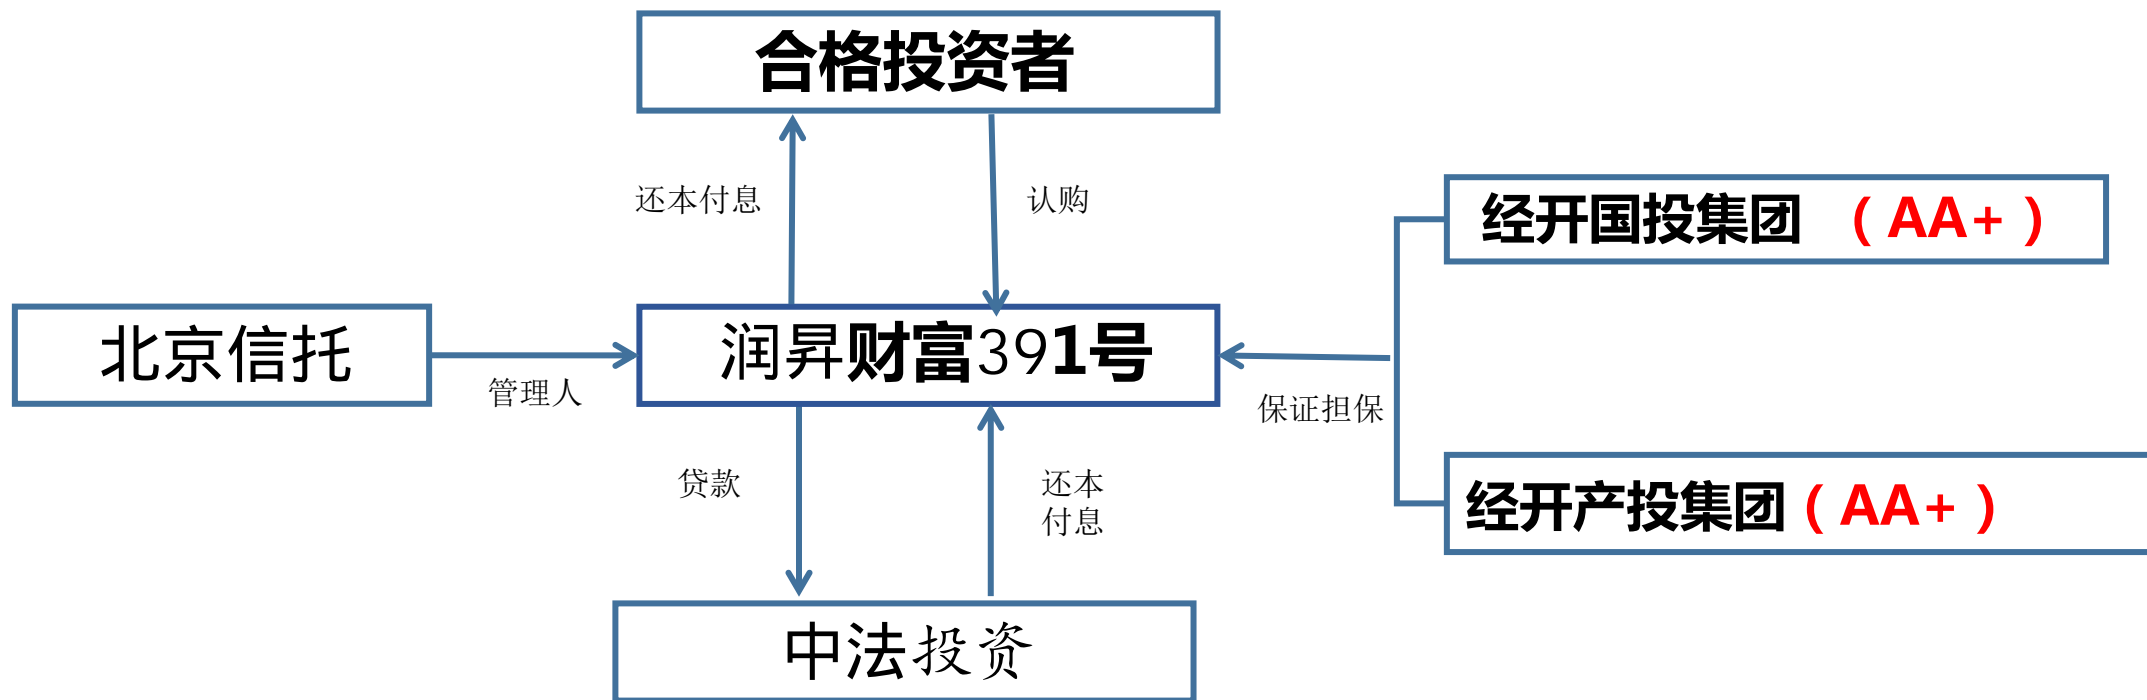 合格投资者
还本付息
认购
经开国投集团 （AA+）
北京信托
管理人
润昇财富391号
保证担保
贷款
还本
付息
经开产投集团（AA+）
中法投资